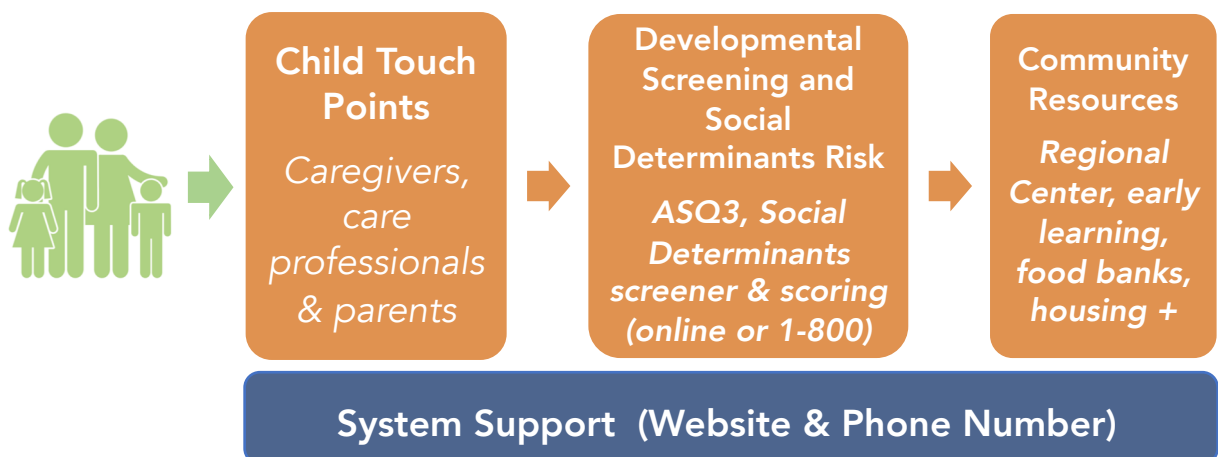 Child Touch
Points
Caregivers,
care
professionals
& parents
Developmental
Screening and
Social
Determinants Risk
ASQ3, Social
Determinants
screener & scoring
(online or 1-800)
Community
Resources
Regional
Center, early
learning,
food banks,
housing +
System Support (Website & Phone Number)